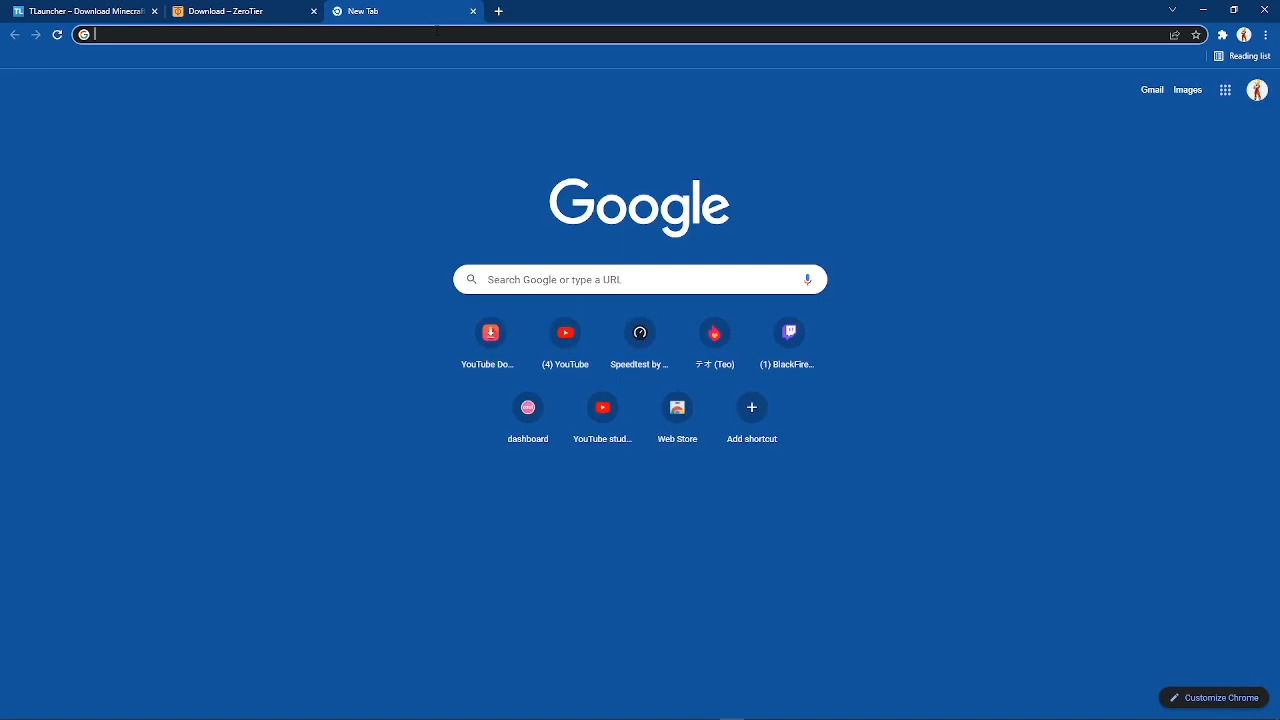 TLauncher – Download Minecraft
Download – ZeroTier
New Tab
Reading list
Gmail
Images
Google
Search Google or type a URL
YouTube Do...
(4) YouTube
Speedtest by ...
テオ (Teo)
(1) BlackFire...
dashboard
YouTube stud...
Web Store
Add shortcut
Customize Chrome